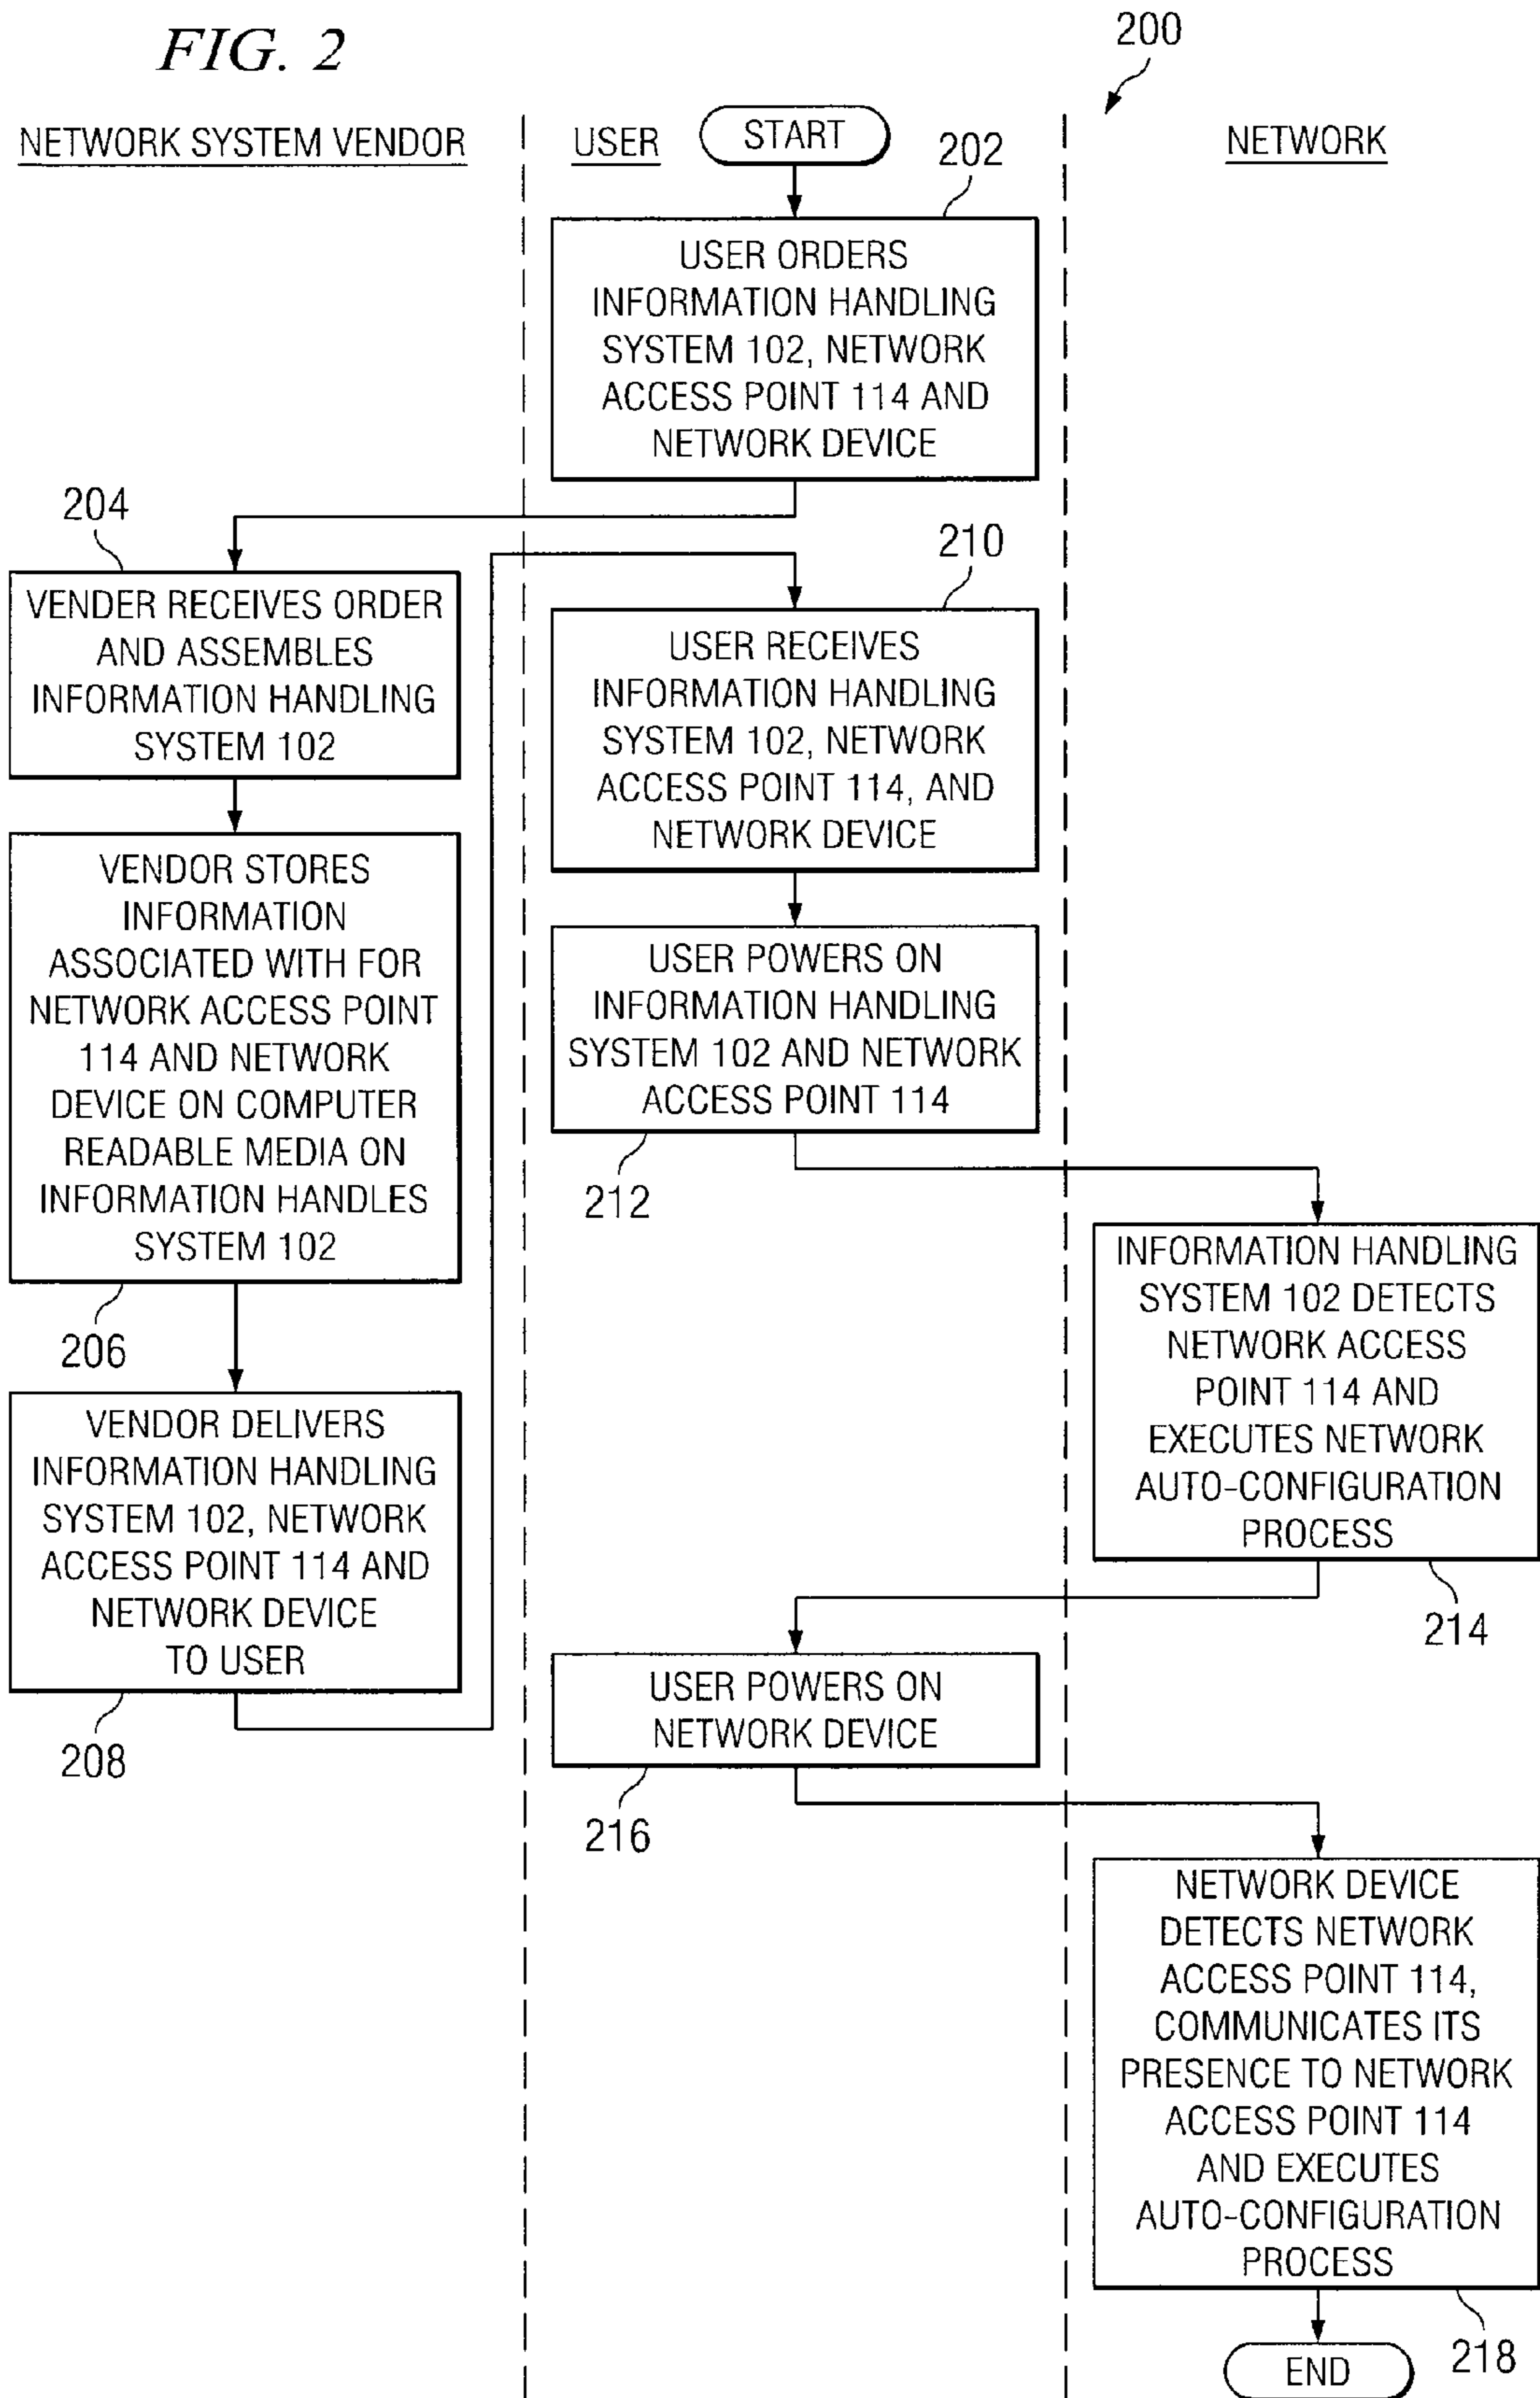 FIG. 2
200
NETWORK SYSTEM VENDOR
USER
START
NETWORK
202
USER ORDERS
INFORMATION HANDLING
SYSTEM 102, NETWORK
ACCESS POINT 114 AND
NETWORK DEVICE
204
VENDER RECEIVES ORDER
AND ASSEMBLES
INFORMATION HANDLING
SYSTEM 102
VENDOR STORES
INFORMATION
ASSOCIATED WITH FOR
NETWORK ACCESS POINT
114 AND NETWORK
DEVICE ON COMPUTER
READABLE MEDIA ON
INFORMATION HANDLES
SYSTEM 102
206
VENDOR DELIVERS
INFORMATION HANDLING
SYSTEM 102, NETWORK
ACCESS POINT 114 AND
NETWORK DEVICE
TO USER
208
210
USER RECEIVES
INFORMATION HANDLING
SYSTEM 102, NETWORK
ACCESS POINT 114, AND
NETWORK DEVICE
USER POWERS ON
INFORMATION HANDLING
SYSTEM 102 AND NETWORK
ACCESS POINT 114
212
INFORMATION HANDLING
SYSTEM 102 DETECTS
NETWORK ACCESS
POINT 114 AND
EXECUTES NETWORK
AUTO-CONFIGURATION
PROCESS
214
USER POWERS ON
NETWORK DEVICE
216
NETWORK DEVICE
DETECTS NETWORK
ACCESS POINT 114,
COMMUNICATES ITS
PRESENCE TO NETWORK
ACCESS POINT 114
AND EXECUTES
AUTO-CONFIGURATION
PROCESS
218
END